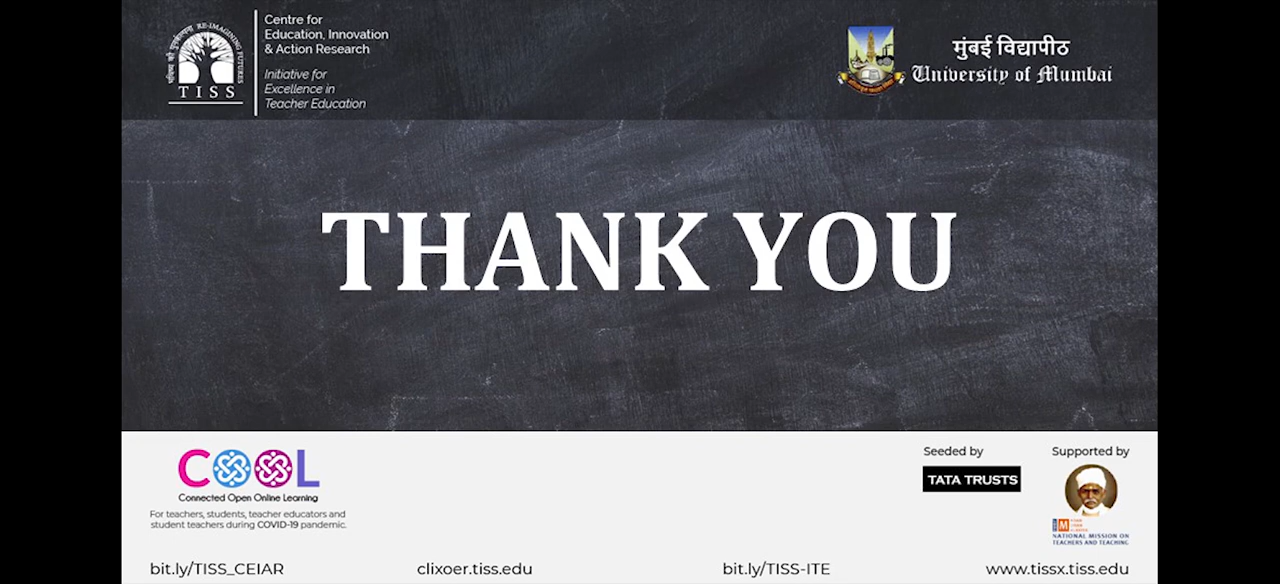 TISS
Centre for
Education, Innovation
& Action Research
Initiative for
Excellence in
Teacher Education
मुंबई विद्यापीठ
University of Mumbai
THANK YOU
COOL
Connected Open Online Learning
For teachers, students, teacher educators and
student teachers during COVID-19 pandemic.
Seeded by
TATA TRUSTS
Supported by
NATIONAL MISSION ON
TEACHERS AND TEACHING
bit.ly/TISS_CEIAR
clixoer.tiss.edu
bit.ly/TISS-ITE
www.tissx.tiss.edu